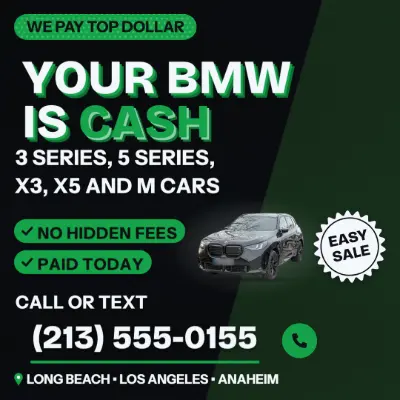 WE PAY TOP DOLLAR
YOUR BMW
IS CASH
3 SERIES, 5 SERIES,
X3, X5 AND M CARS
NO HIDDEN FEES
PAID TODAY
EASY
SALE
CALL OR TEXT
(213) 555-0155
LONG BEACH ▪ LOS ANGELES ▪ ANAHEIM